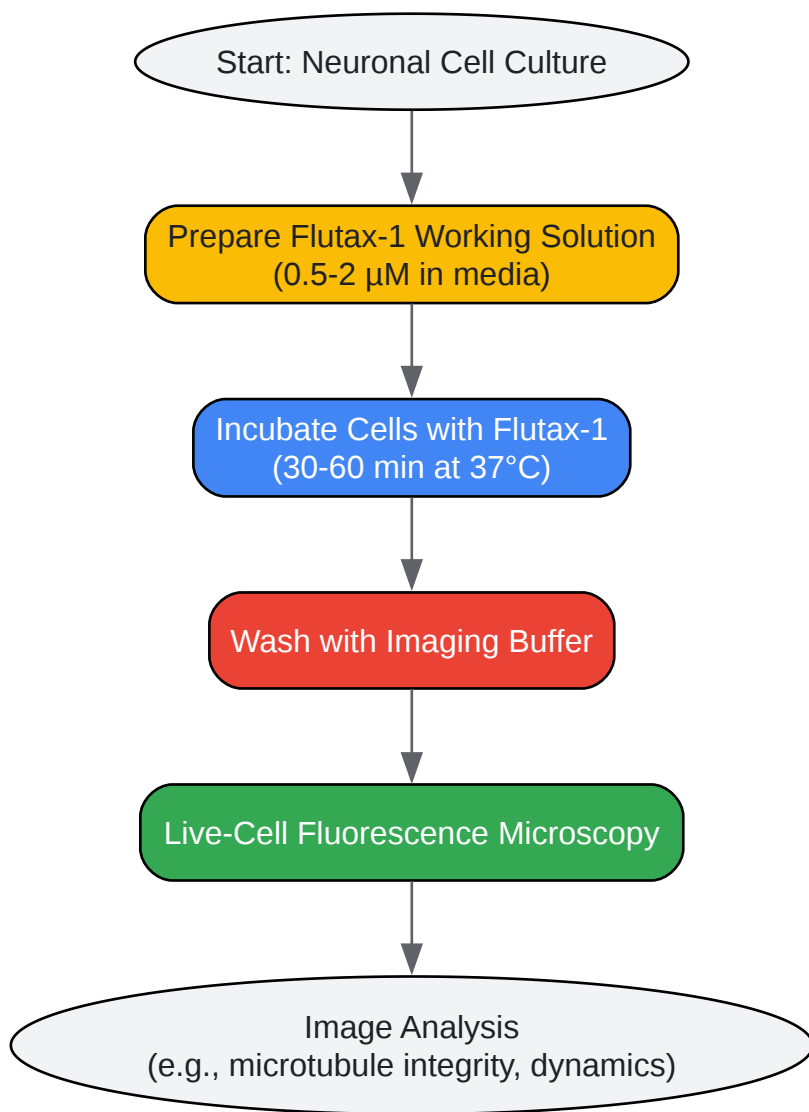 Start: Neuronal Cell Culture
Prepare Flutax-1 Working Solution
(0.5-2 µM in media)
Incubate Cells with Flutax-1
(30-60 min at 37°C)
Wash with Imaging Buffer
Live-Cell Fluorescence Microscopy
Image Analysis
(e.g., microtubule integrity, dynamics)